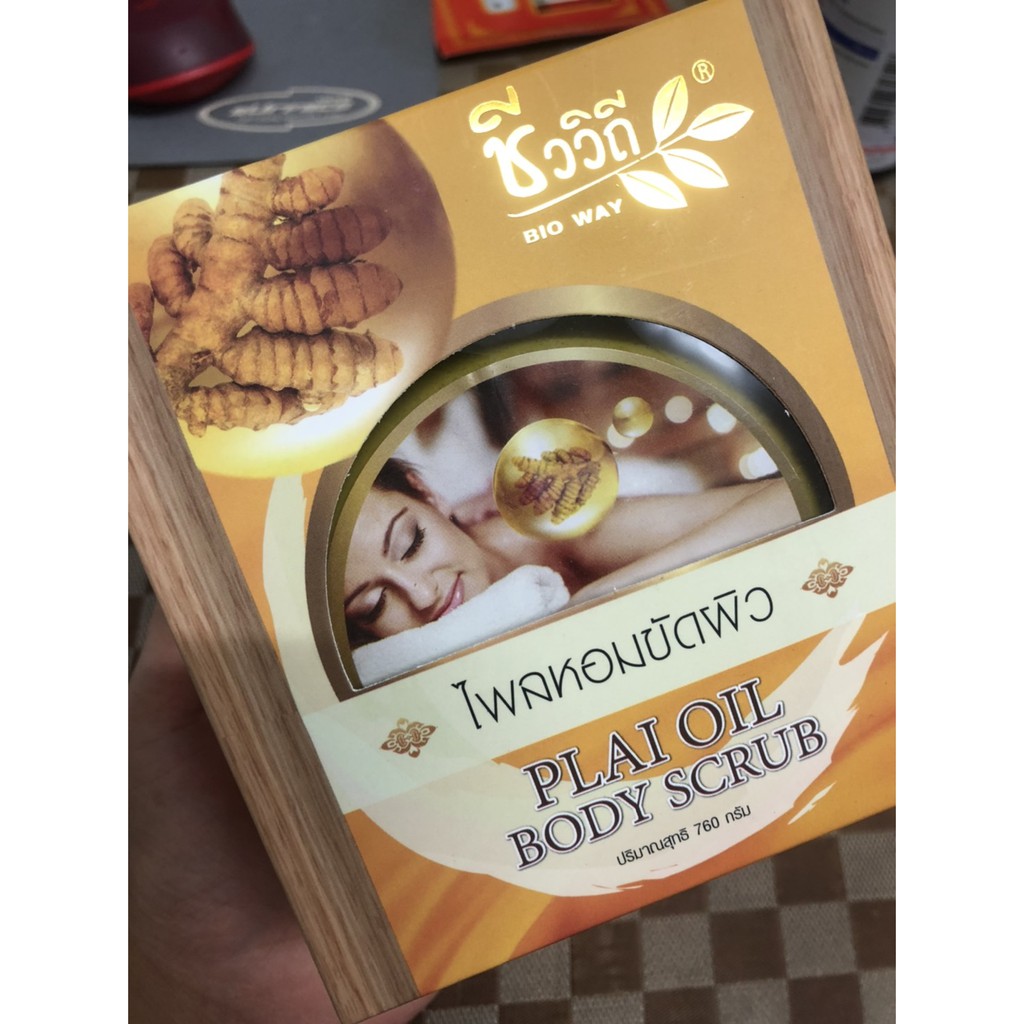 ชีววิถี®
BIO WAY
ไพลหอมขัดผิว
PLAI OIL
BODY SCRUB
ปริมาณสุทธิ 760 กรัม